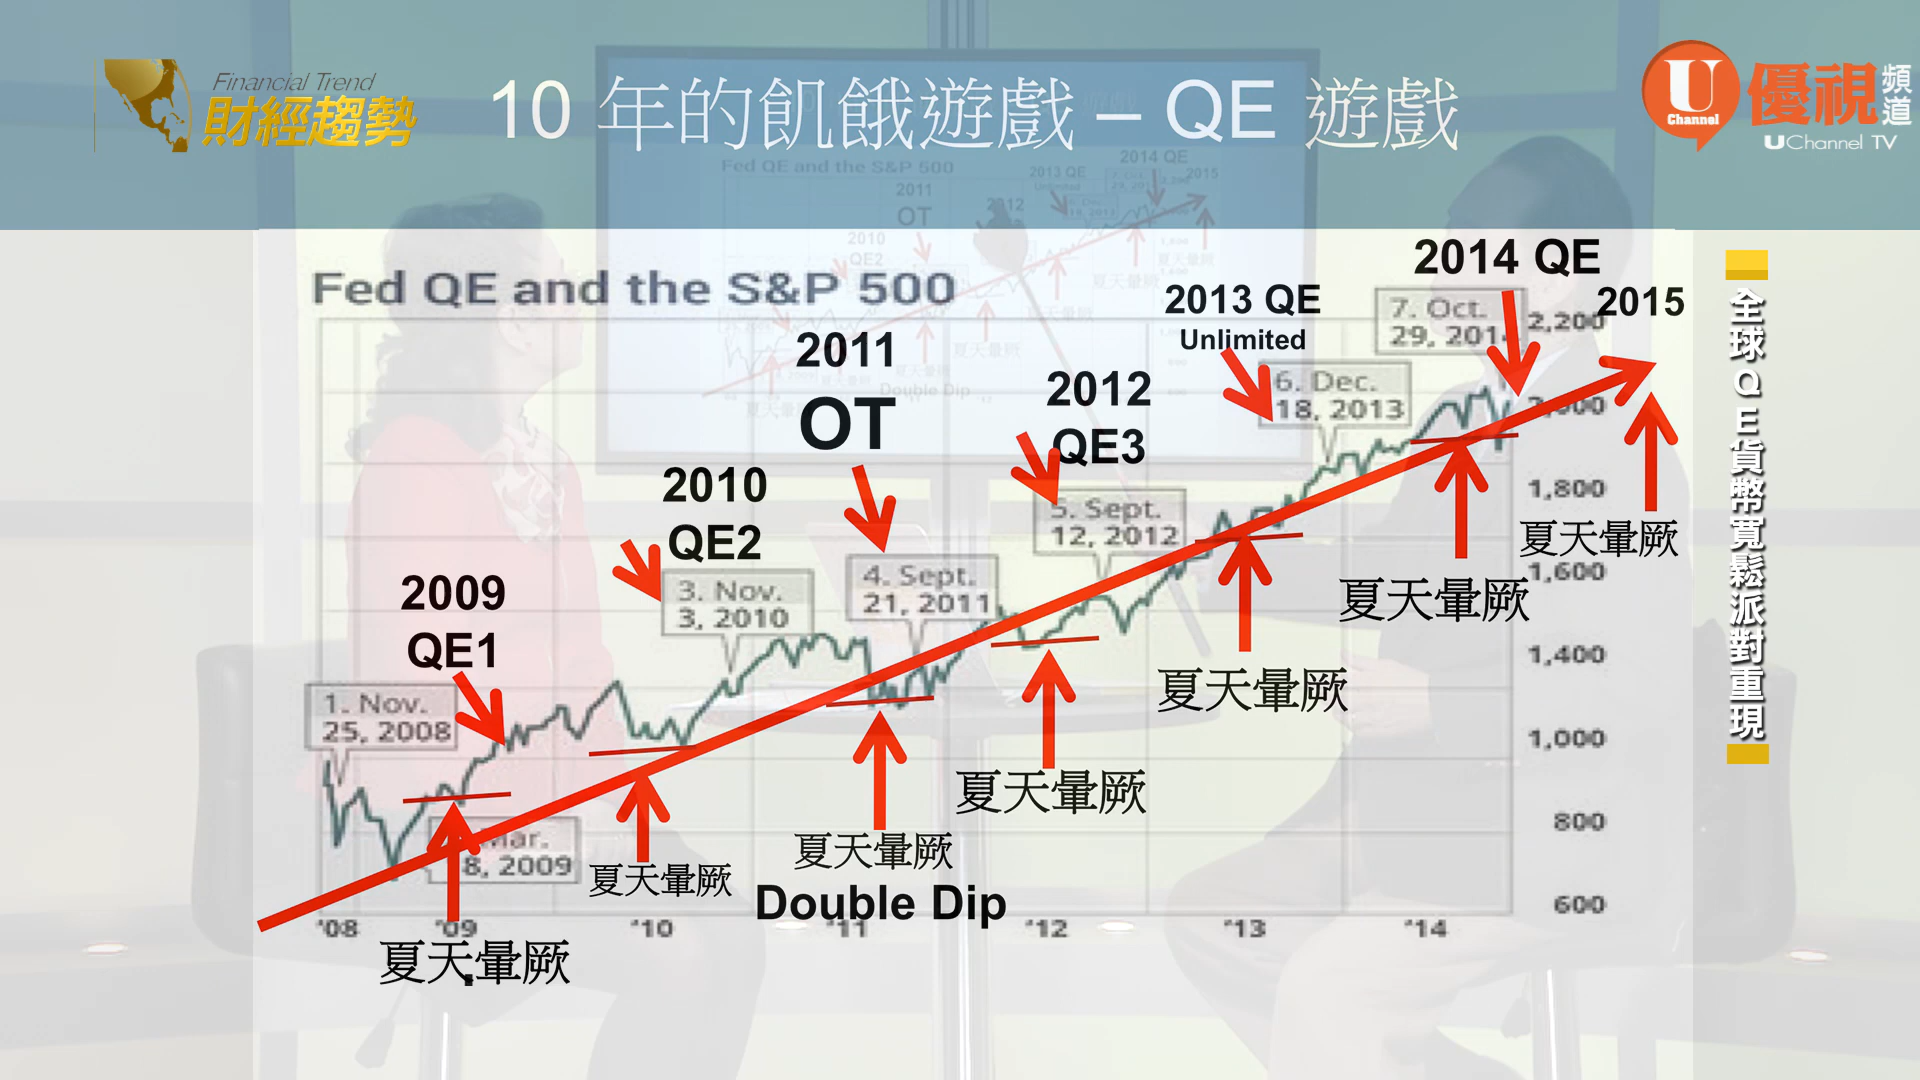 Financial Trend
財經趨勢
10 年的飢餓遊戲 – QE 遊戲
U
Channel
優視
頻道
UChannel TV
全球QE貨幣寬鬆派對重現
Fed QE and the S&P 500
2009
QE1
2010
QE2
2011
OT
2012
QE3
2013 QE
Unlimited
2014 QE
2015
1. Nov.
25, 2008
Mar.
8, 2009
3. Nov.
3, 2010
4. Sept.
21, 2011
5. Sept.
12, 2012
6. Dec.
18, 2013
7. Oct.
29, 201
2,200
2,000
1,800
1,600
1,400
1,000
800
600
夏天暈厥
夏天暈厥
夏天暈厥
Double Dip
夏天暈厥
夏天暈厥
夏天暈厥
夏天暈厥
'08
'09
'10
'11
'12
'13
'14